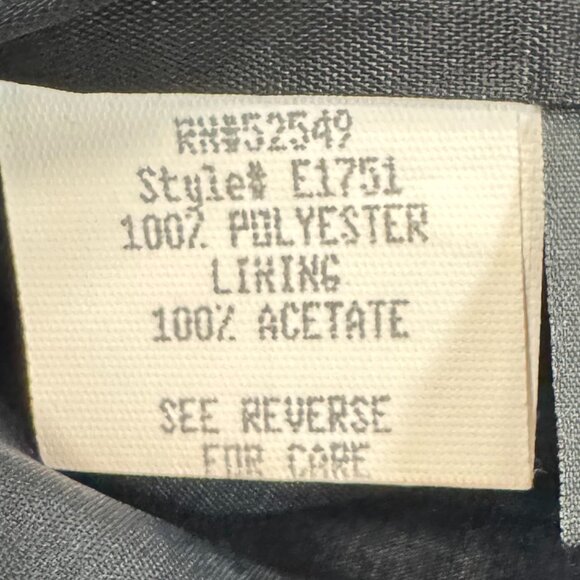 RN#52549
Style# E1751
100% POLYESTER
LINING
100% ACETATE
SEE REVERSE
FOR CARE